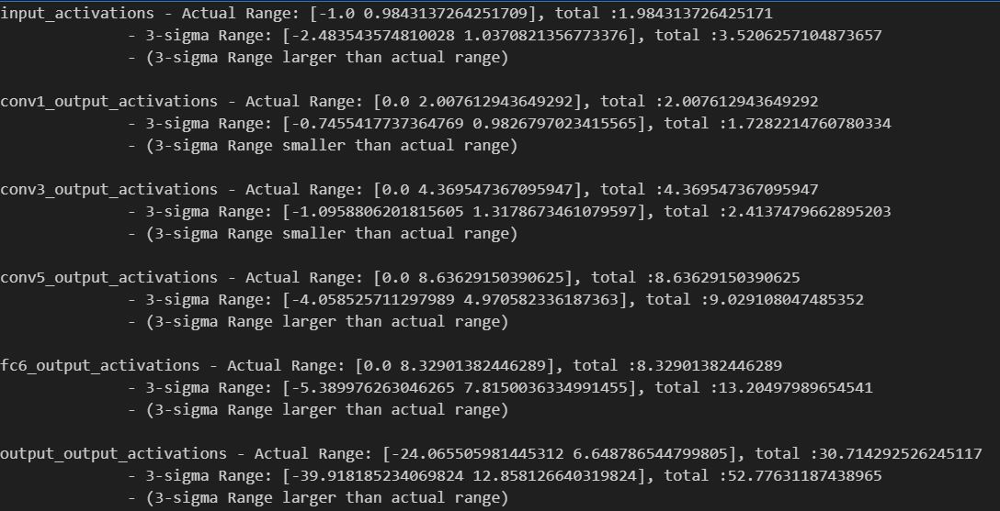 input_activations - Actual Range: [-1.0 0.9843137264251709], total :1.984313726425171
- 3-sigma Range: [-2.483543574810028 1.0370821356773376], total :3.5206257104873657
- (3-sigma Range larger than actual range)
conv1_output_activations - Actual Range: [0.0 2.007612943649292], total :2.007612943649292
- 3-sigma Range: [-0.7455417737364769 0.9826797023415565], total :1.7282214760780334
- (3-sigma Range smaller than actual range)
conv3_output_activations - Actual Range: [0.0 4.369547367095947], total :4.369547367095947
- 3-sigma Range: [-1.0958806201815605 1.3178673461079597], total :2.4137479662895203
- (3-sigma Range smaller than actual range)
conv5_output_activations - Actual Range: [0.0 8.63629150390625], total :8.63629150390625
- 3-sigma Range: [-4.058525711297989 4.970582336187363], total :9.029108047485352
- (3-sigma Range larger than actual range)
fc6_output_activations - Actual Range: [0.0 8.32901382446289], total :8.32901382446289
- 3-sigma Range: [-5.389976263046265 7.8150036334991455], total :13.20497989654541
- (3-sigma Range larger than actual range)
output_output_activations - Actual Range: [-24.065505981445312 6.648786544799805], total :30.714292526245117
- 3-sigma Range: [-39.918185234069824 12.858126640319824], total :52.77631187438965
- (3-sigma Range larger than actual range)